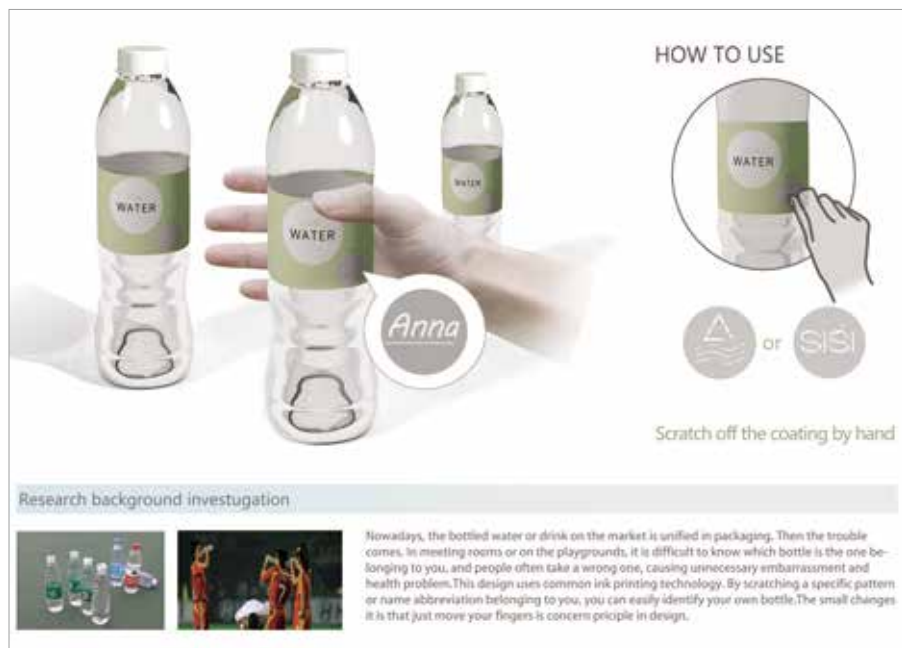 HOW TO USE
WATER
WATER
WATER
WATER
Anna
or
SISI
Scratch off the coating by hand
Research background investugation
Nowadays, the bottled water or drink on the market is unified in packaging. Then the trouble
comes. In meeting rooms or on the playgrounds, it is difficult to know which bottle is the one be-
longing to you, and people often take a wrong one, causing unnecessary embarrassment and
health problem.This design uses common ink printing technology. By scratching a specific pattern
or name abbreviation belonging to you, you can easily identify your own bottle.The small changes
it is that just move your fingers is concern priciple in design.